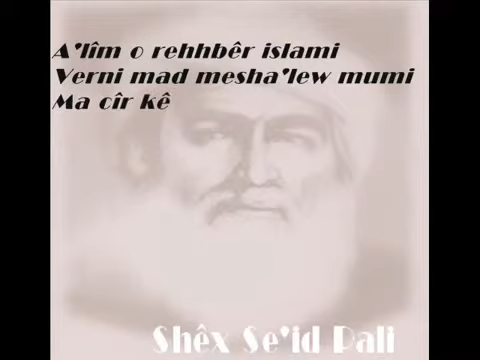 A'lîm o rehhbêr islami
Verni mad mesha'lew mumi
Ma cîr kê
Shêx Se'id Pali